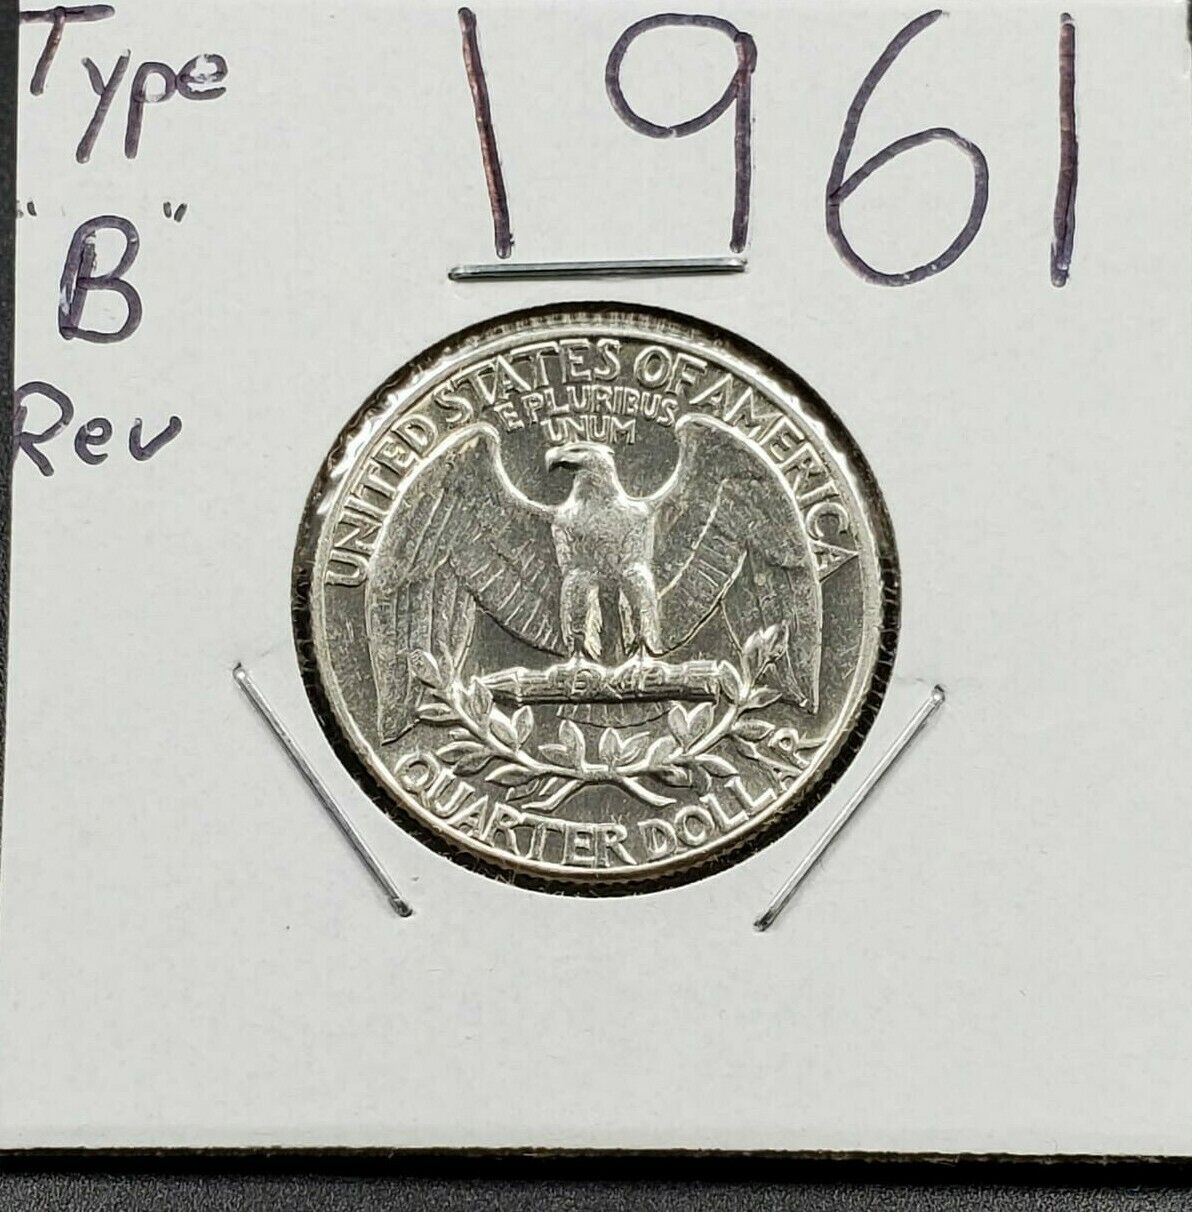 Type
"B"
Rev
1961
UNITED STATES OF AMERICA
E PLURIBUS
UNUM
QUARTER DOLLAR